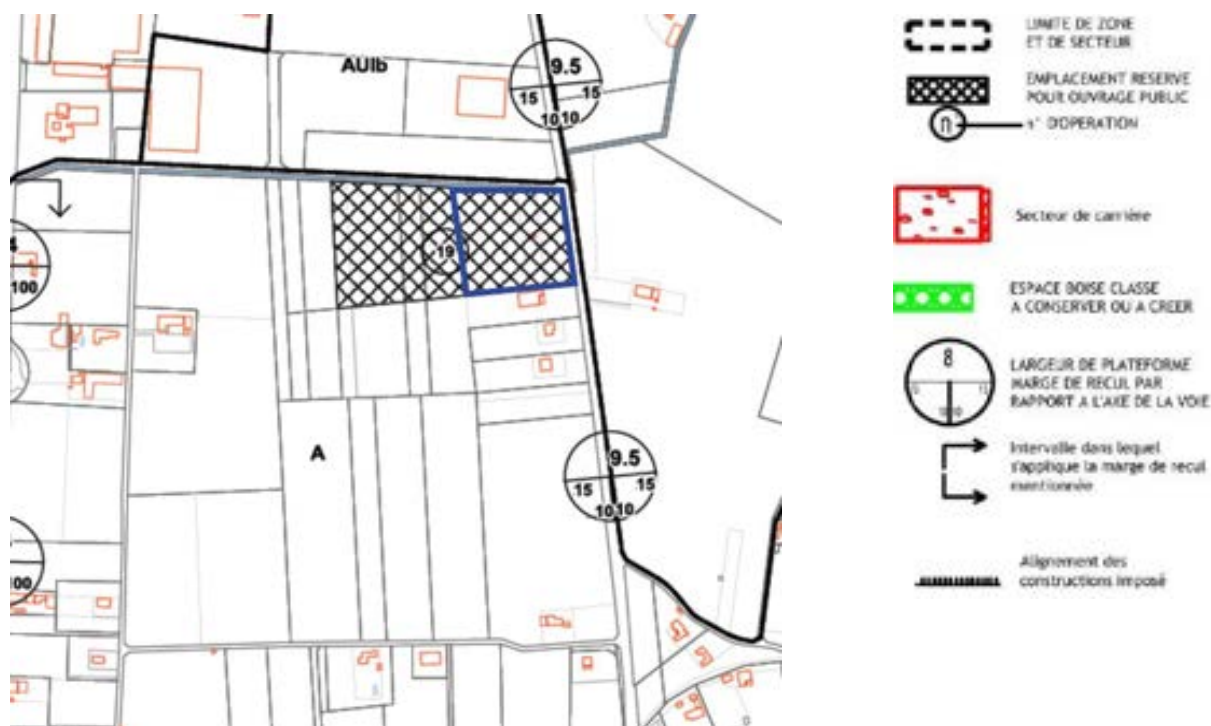 AUIb
9.5
15 15
10 10
19
100
A
9.5
15 15
10 10
00
LIMITE DE ZONE
ET DE SECTEUR
EMPLACEMENT RESERVE
POUR OUVRAGE PUBLIC
n
n° D'OPERATION
Secteur de carrière
ESPACE BOISE CLASSE
A CONSERVER OU A CREER
8
10 10
LARGEUR DE PLATEFORME
MARGE DE RECUL PAR
RAPPORT A L'AXE DE LA VOIE
Intervalle dans lequel
s'applique la marge de recul
mentionnée
Alignement des
constructions imposé